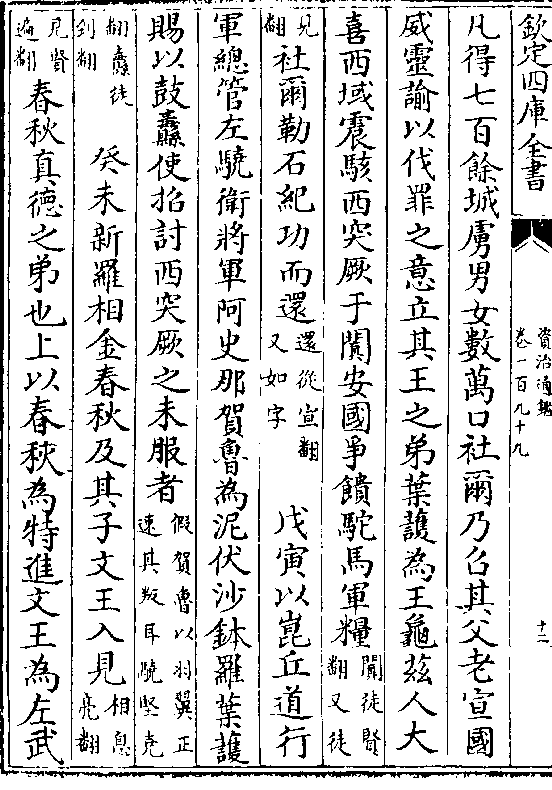 欽定四庫全書
資治通鑑
卷一百九十九
十二
凡得七百餘城虜男女數萬口社爾乃召其父老宣國
威靈諭以伐罪之意立其王之弟葉護為王龜茲人大
喜西域震駭西突厥于闐安國爭饋駝馬軍糧闐徒賢翻又徒
見翻社爾勒石紀功而還還從宣翻又如字戊寅以崑丘道行
軍總管左驍衛將軍阿史那賀魯為泥伏沙鉢羅葉護
賜以鼓纛使招討西突厥之未服者假賀魯以羽翼正速其叛耳驍堅堯
翻纛徒到翻癸未新羅相金春秋及其子文王入見相息亮翻
見賢遍翻春秋真德之弟也上以春秋為特進文王為左武